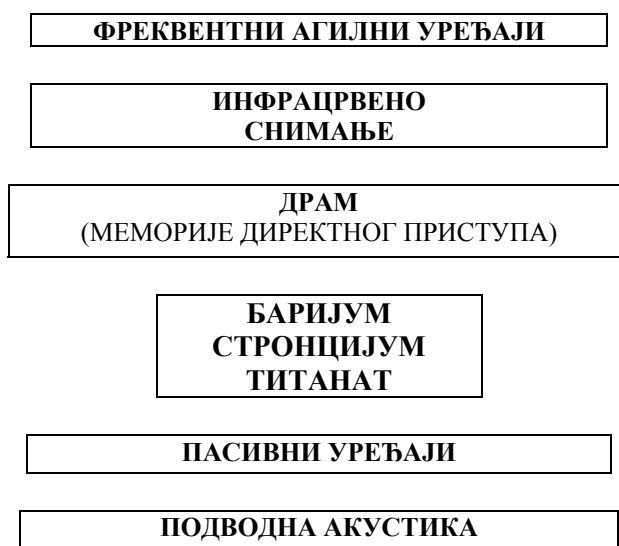 ФРЕКВЕНТНИ АГИЛНИ УРЕЂАЈИ
ИНФРАЦРВЕНО
СНИМАЊЕ
ДРАМ
(МЕМОРИЈЕ ДИРЕКТНОГ ПРИСТУПА)
БАРИЈУМ
СТРОНЦИЈУМ
ТИТАНАТ
ПАСИВНИ УРЕЂАЈИ
ПОДВОДНА АКУСТИКА